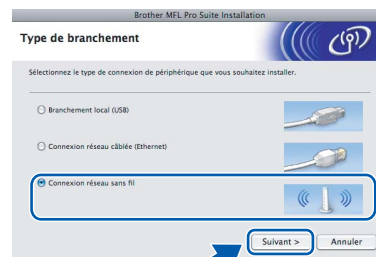 Brother MFL Pro Suite Installation
Type de branchement
Sélectionnez le type de connexion de périphérique que vous souhaitez installer.
Branchement local (USB)
Connexion réseau câblée (Ethernet)
Connexion réseau sans fil
Suivant >
Annuler